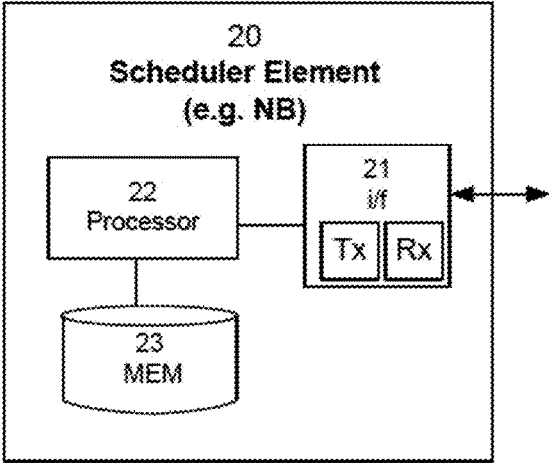 20
Scheduler Element
(e.g. NB)
22
Processor
21
i/f
Tx Rx
23
MEM